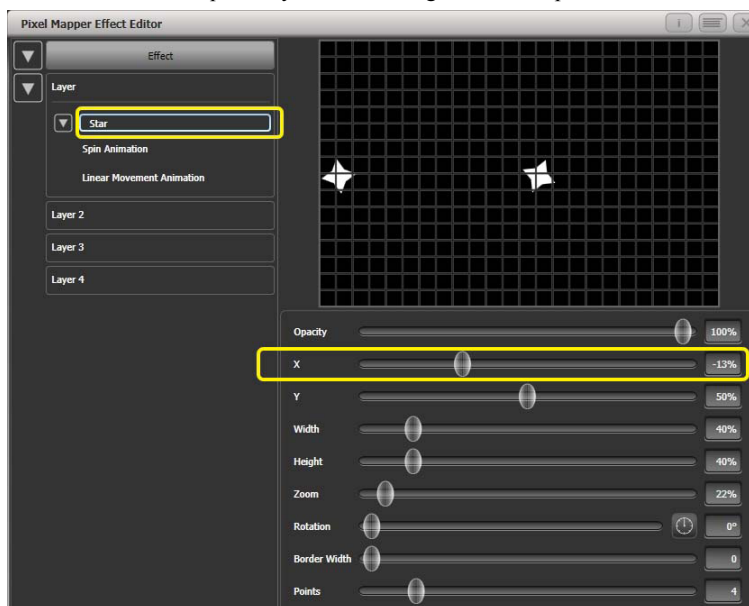 Pixel Mapper Effect Editor
Effect
Layer
Star
Spin Animation
Linear Movement Animation
Layer 2
Layer 3
Layer 4
Opacity 100%
X -13%
Y 50%
Width 40%
Height 40%
Zoom 22%
Rotation 0°
Border Width 0
Points 4